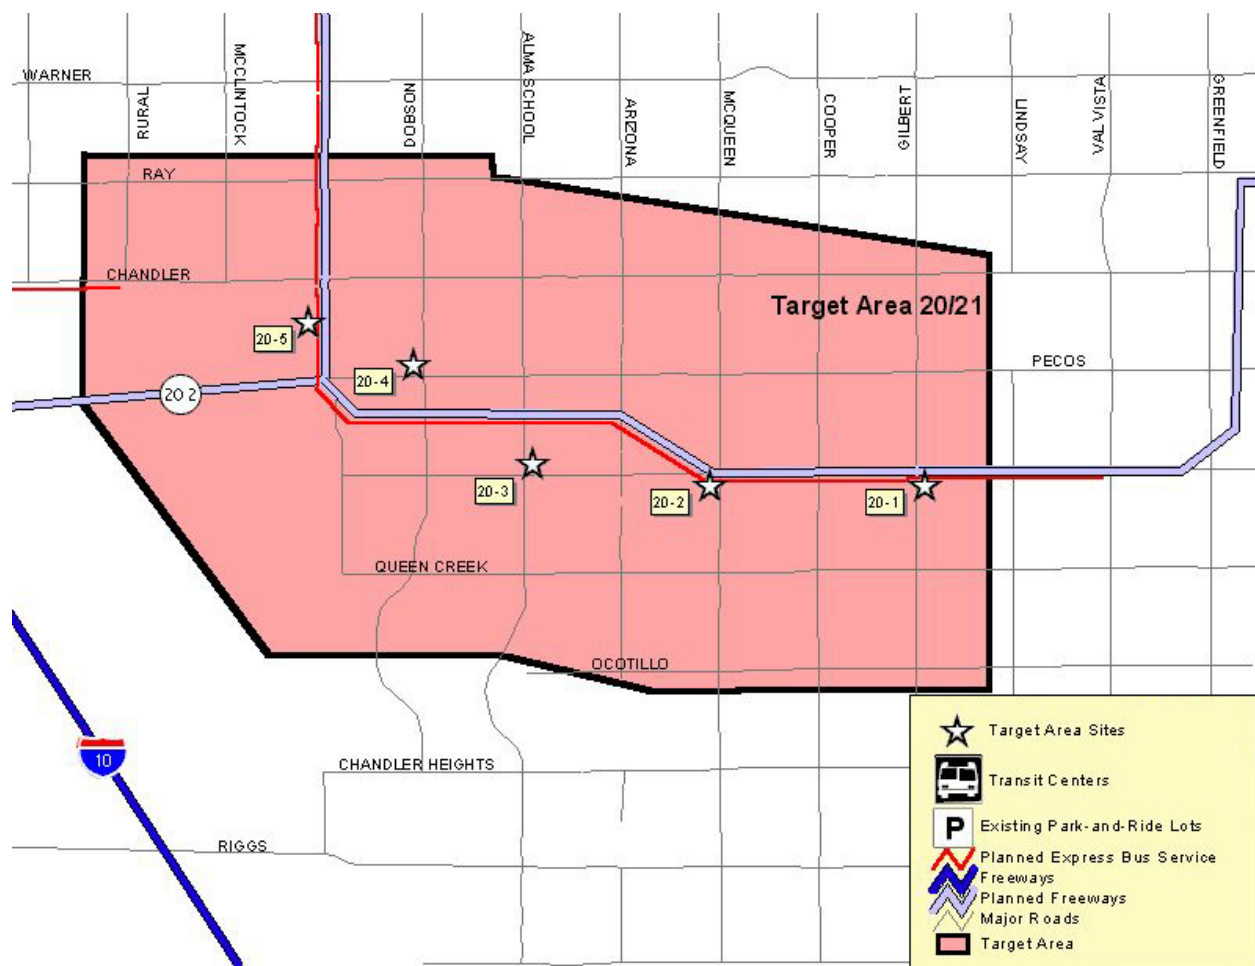 WARNER
RURAL
MCCLINTOCK
DOBSON
ALMA SCHOOL
ARIZONA
MCQUEEN
COOPER
GILBERT
LINDSAY
VAL VISTA
GREENFIELD
RAY
CHANDLER
Target Area 20/21
20-5
20-4
PECOS
202
20-3
20-2
20-1
QUEEN CREEK
OCOTILLO
10
CHANDLER HEIGHTS
RIGGS
Target Area Sites
Transit Centers
P
Existing Park-and-Ride Lots
Planned Express Bus Service
Freeways
Planned Freeways
Major Roads
Target Area